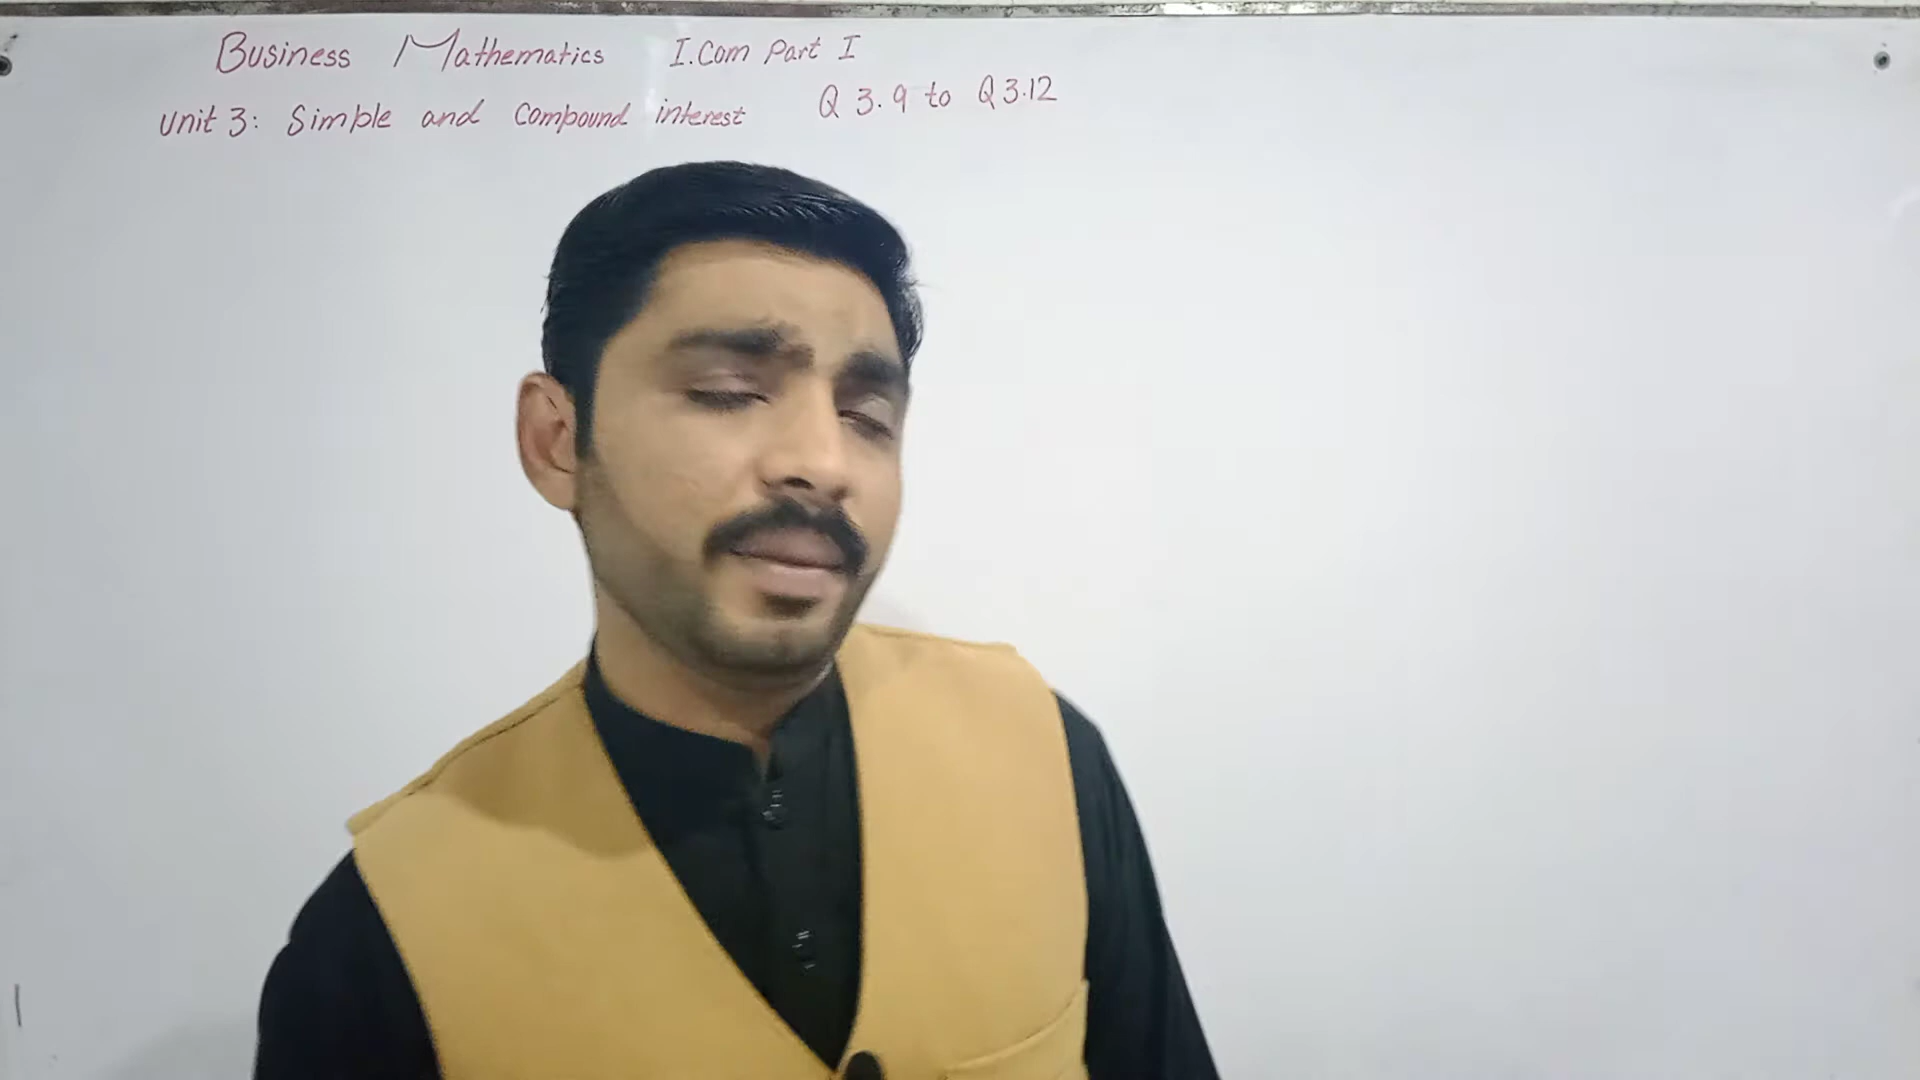 Business Mathematics I.Com Part I
Unit 3: Simple and Compound interest Q 3.9 to Q 3.12